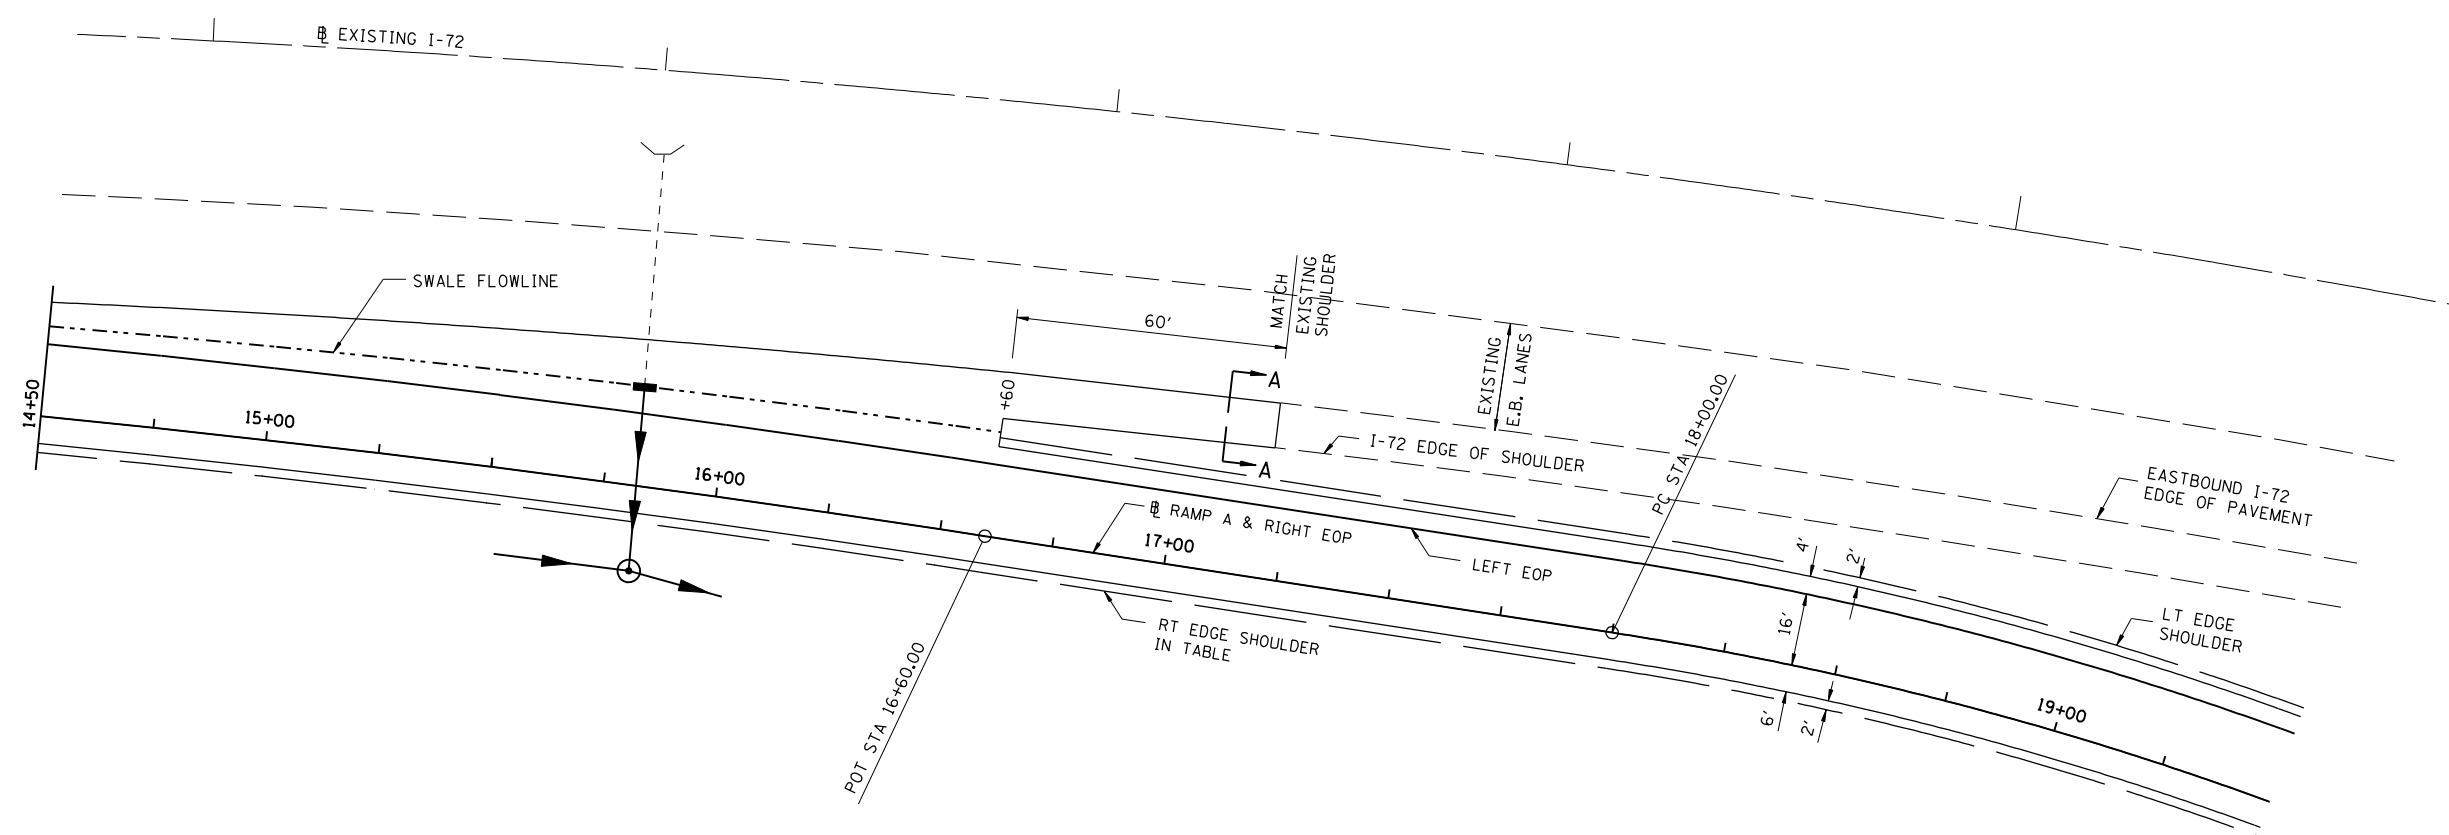 ℄ EXISTING I-72
SWALE FLOWLINE
14+50
15+00
16+00
+60
60'
MATCH
EXISTING
SHOULDER
A
A
EXISTING
E.B. LANES
I-72 EDGE OF SHOULDER
PC STA 18+00.00
EASTBOUND I-72
EDGE OF PAVEMENT
℄ RAMP A & RIGHT EOP
17+00
LEFT EOP
4'
2'
16'
LT EDGE
SHOULDER
RT EDGE SHOULDER
IN TABLE
POT STA 16+60.00
6'
2'
19+00